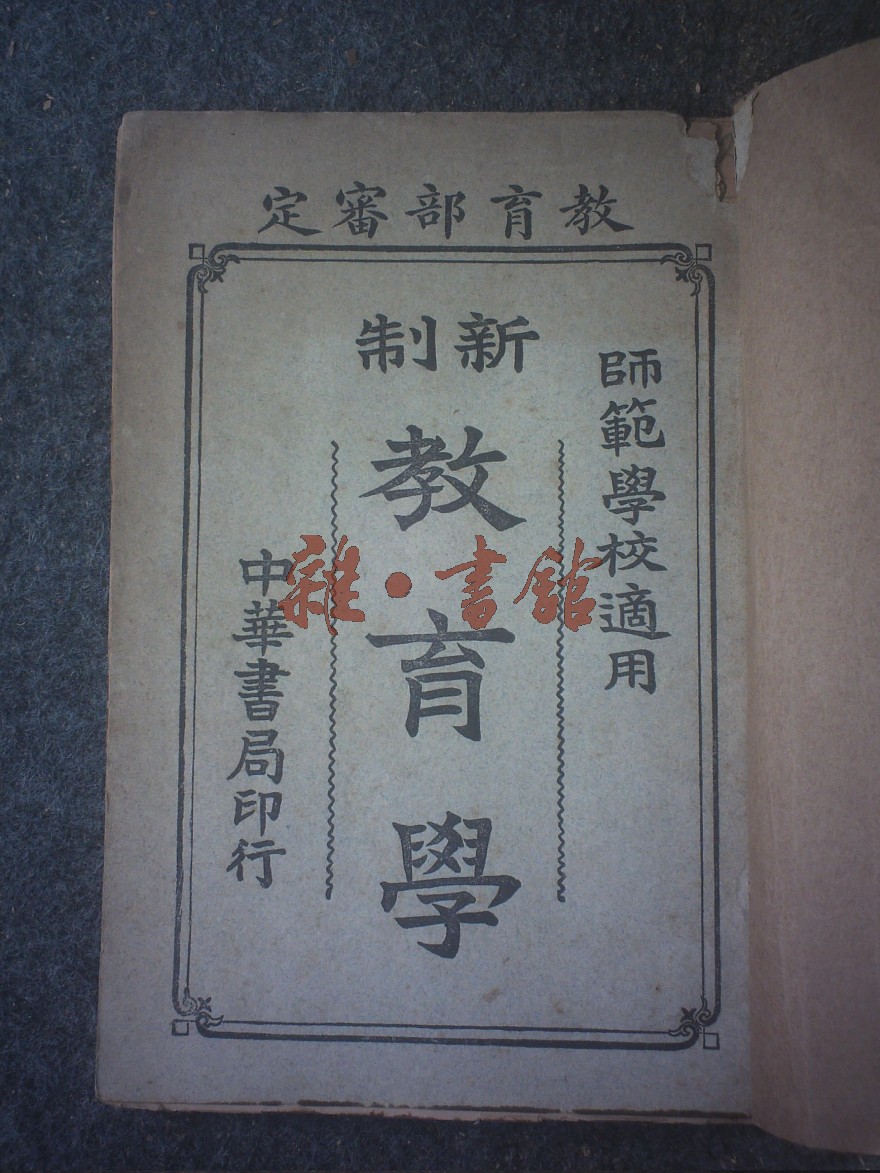 教育部審定
師範學校適用
新制
教育學
中華書局印行
雜·書館